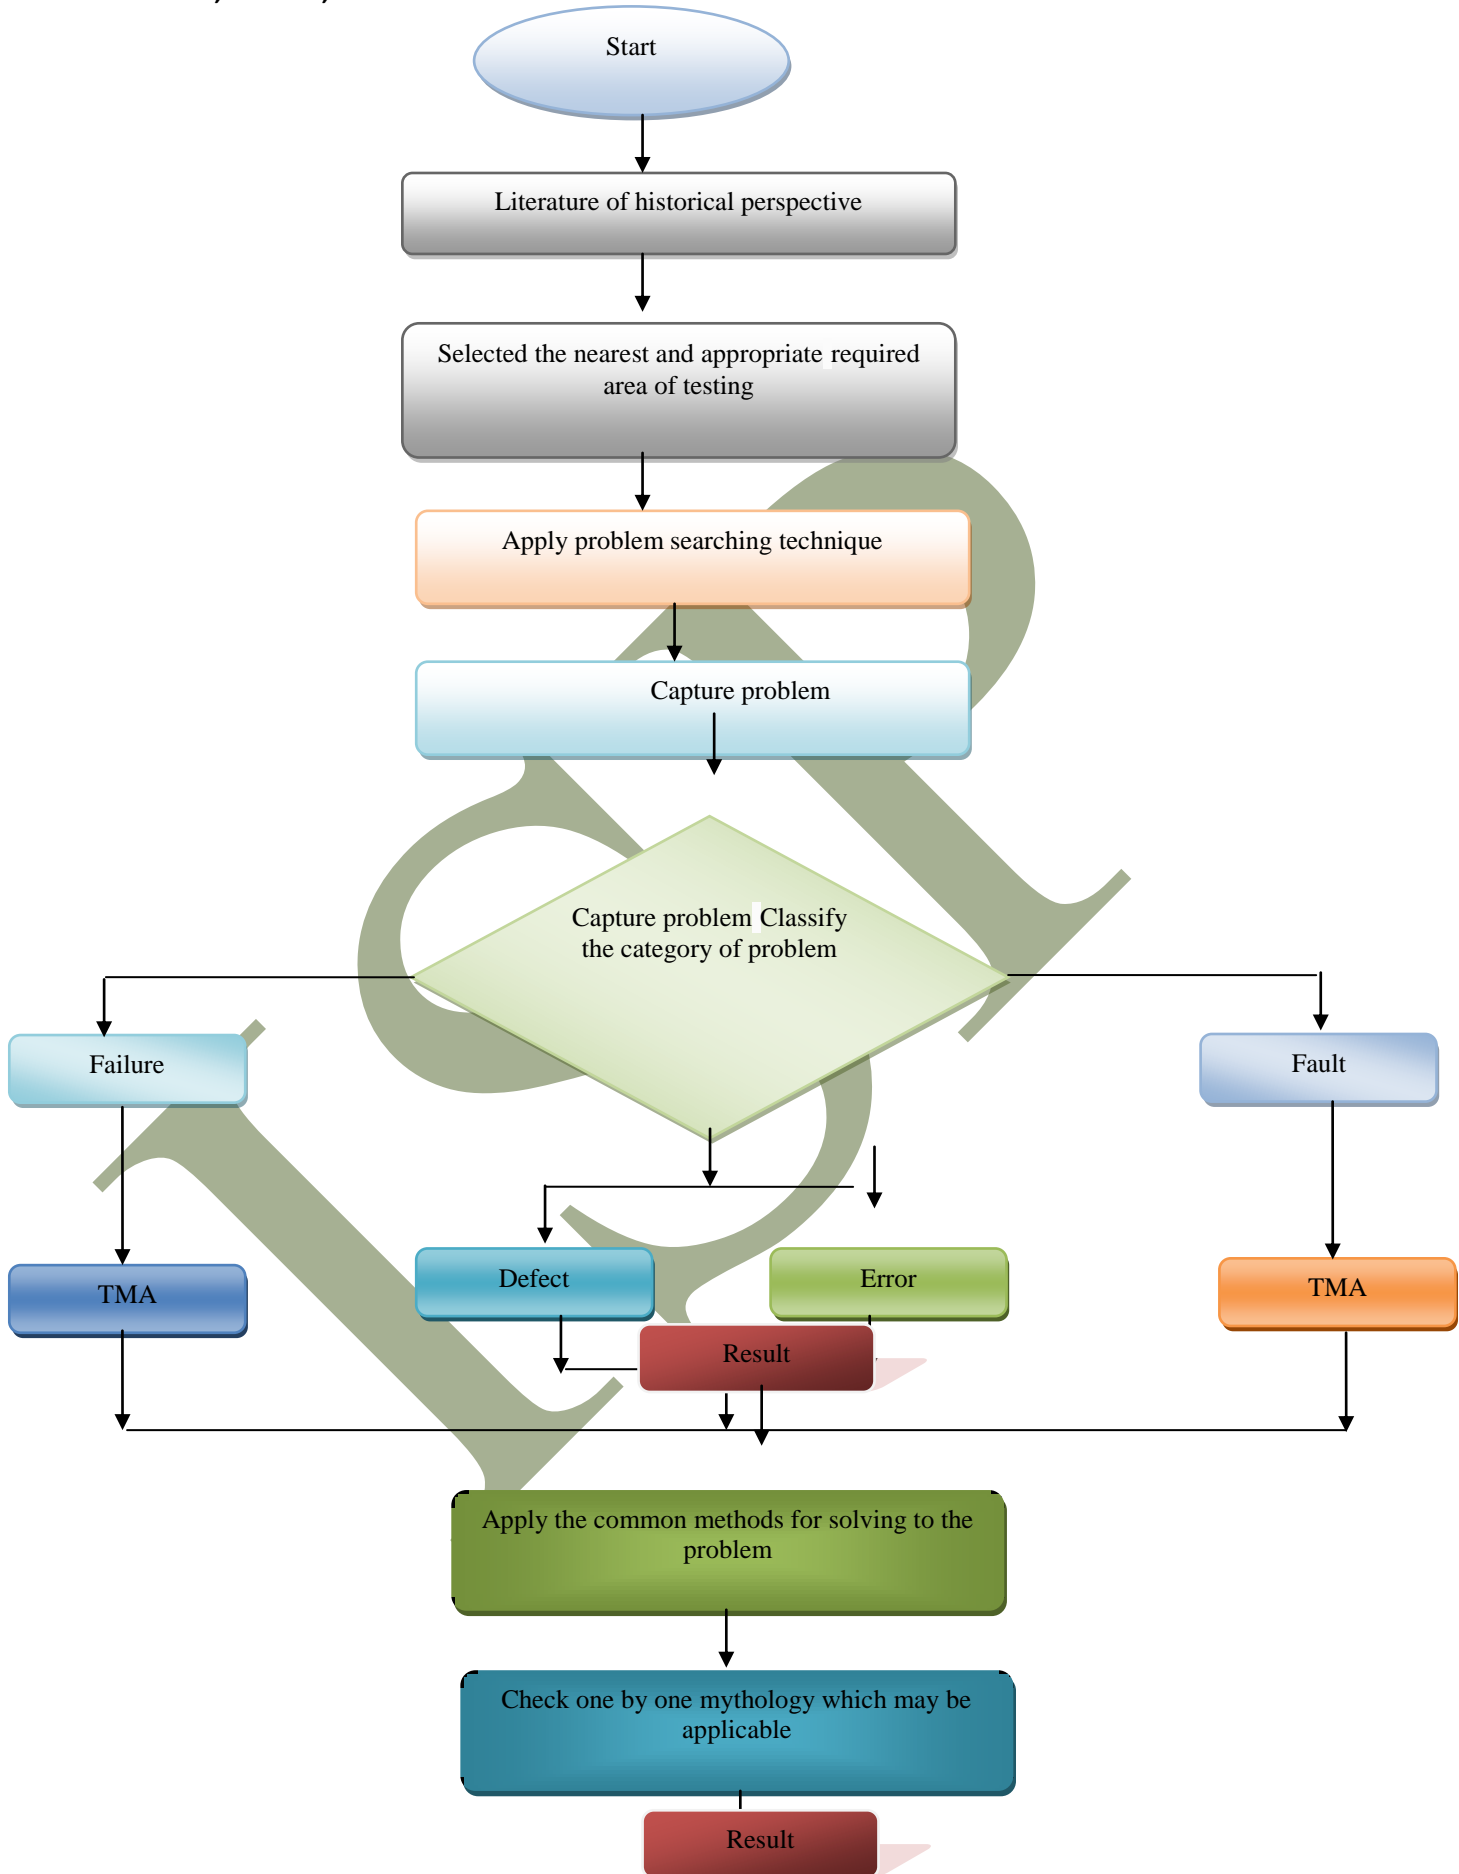 Start
Literature of historical perspective
Selected the nearest and appropriate required
area of testing
Apply problem searching technique
Capture problem
Capture problem Classify
the category of problem
Failure
Fault
Defect
Error
TMA
TMA
Result
Apply the common methods for solving to the
problem
Check one by one mythology which may be
applicable
Result